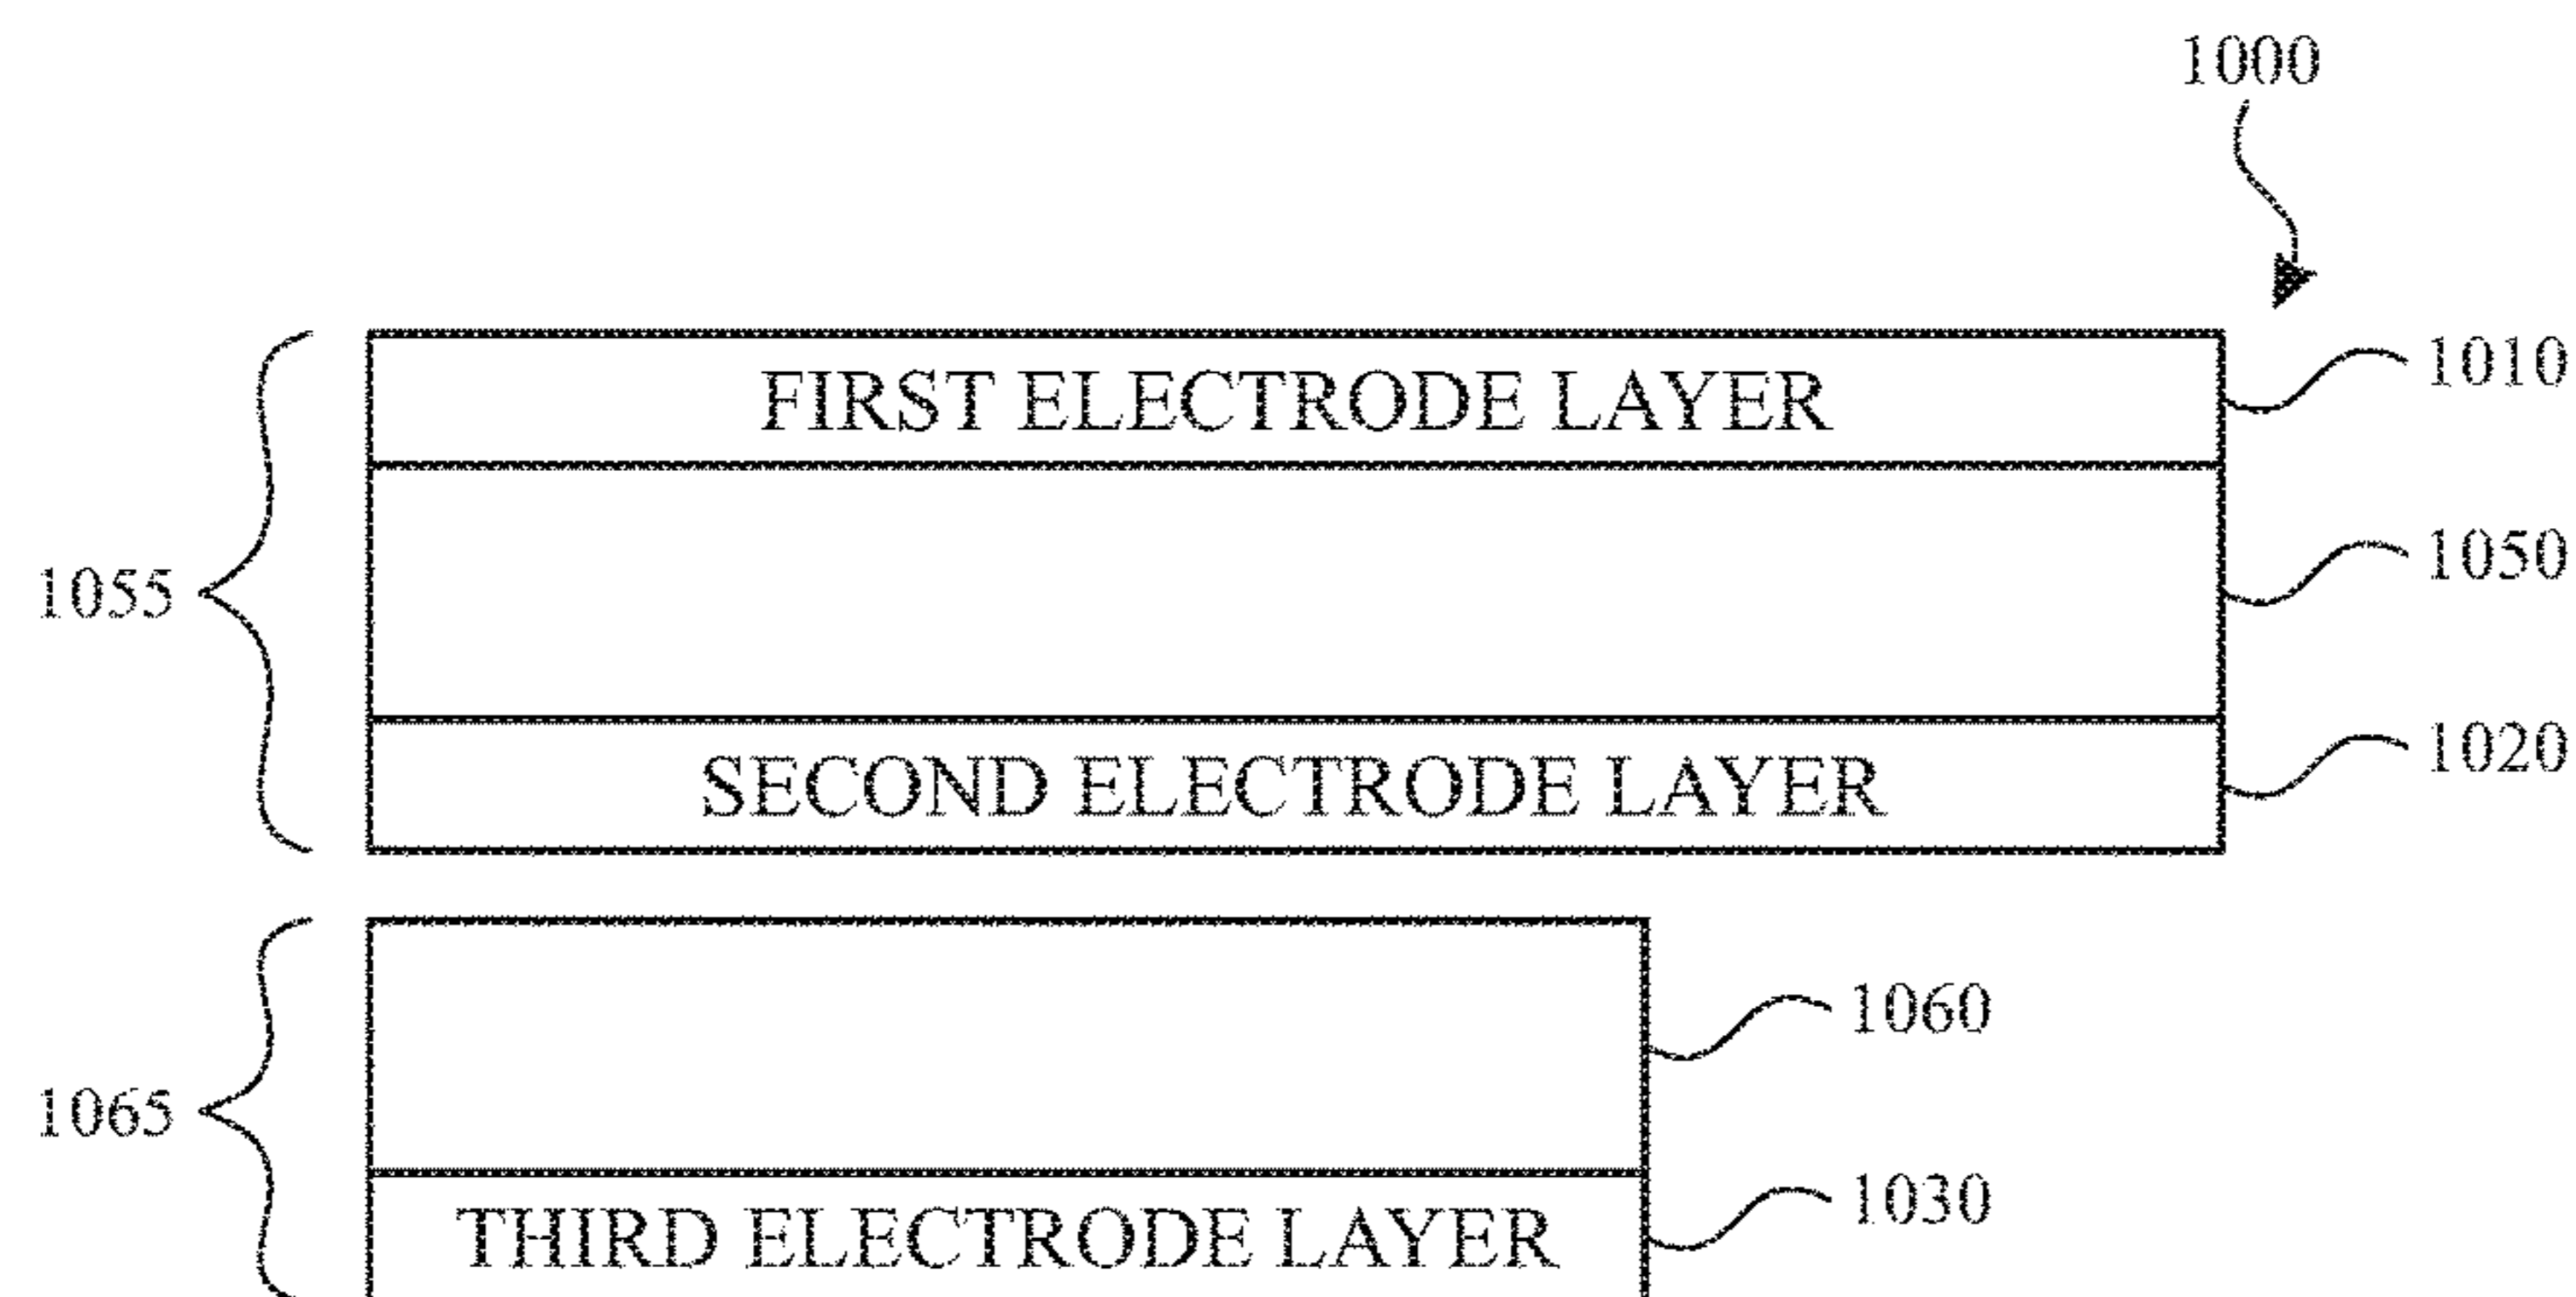 1000
FIRST ELECTRODE LAYER
1010
1050
1055
SECOND ELECTRODE LAYER
1020
1060
1065
THIRD ELECTRODE LAYER
1030